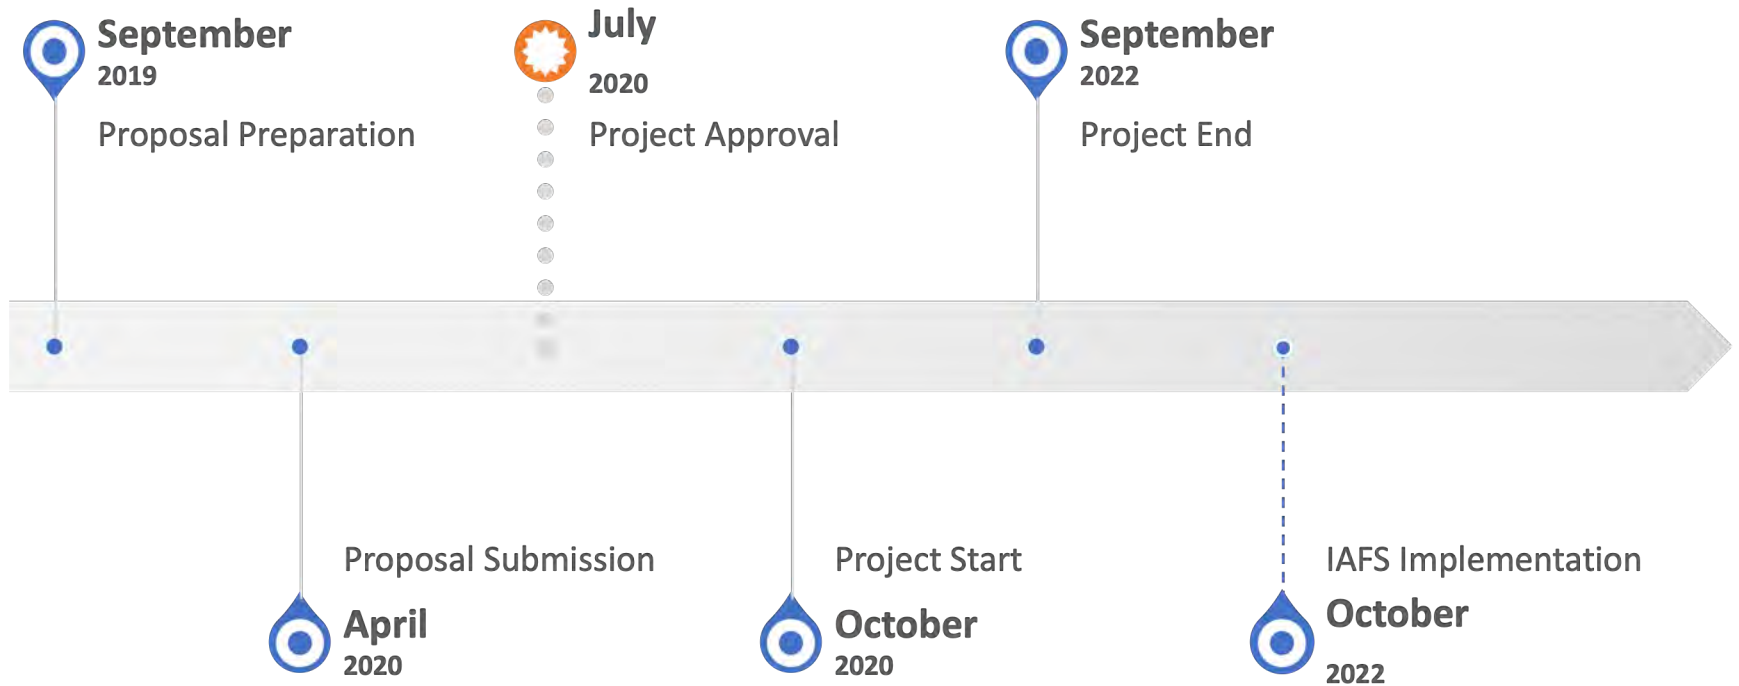 September
2019
Proposal Preparation
July
2020
Project Approval
September
2022
Project End
Proposal Submission
April
2020
Project Start
October
2020
IAFS Implementation
October
2022